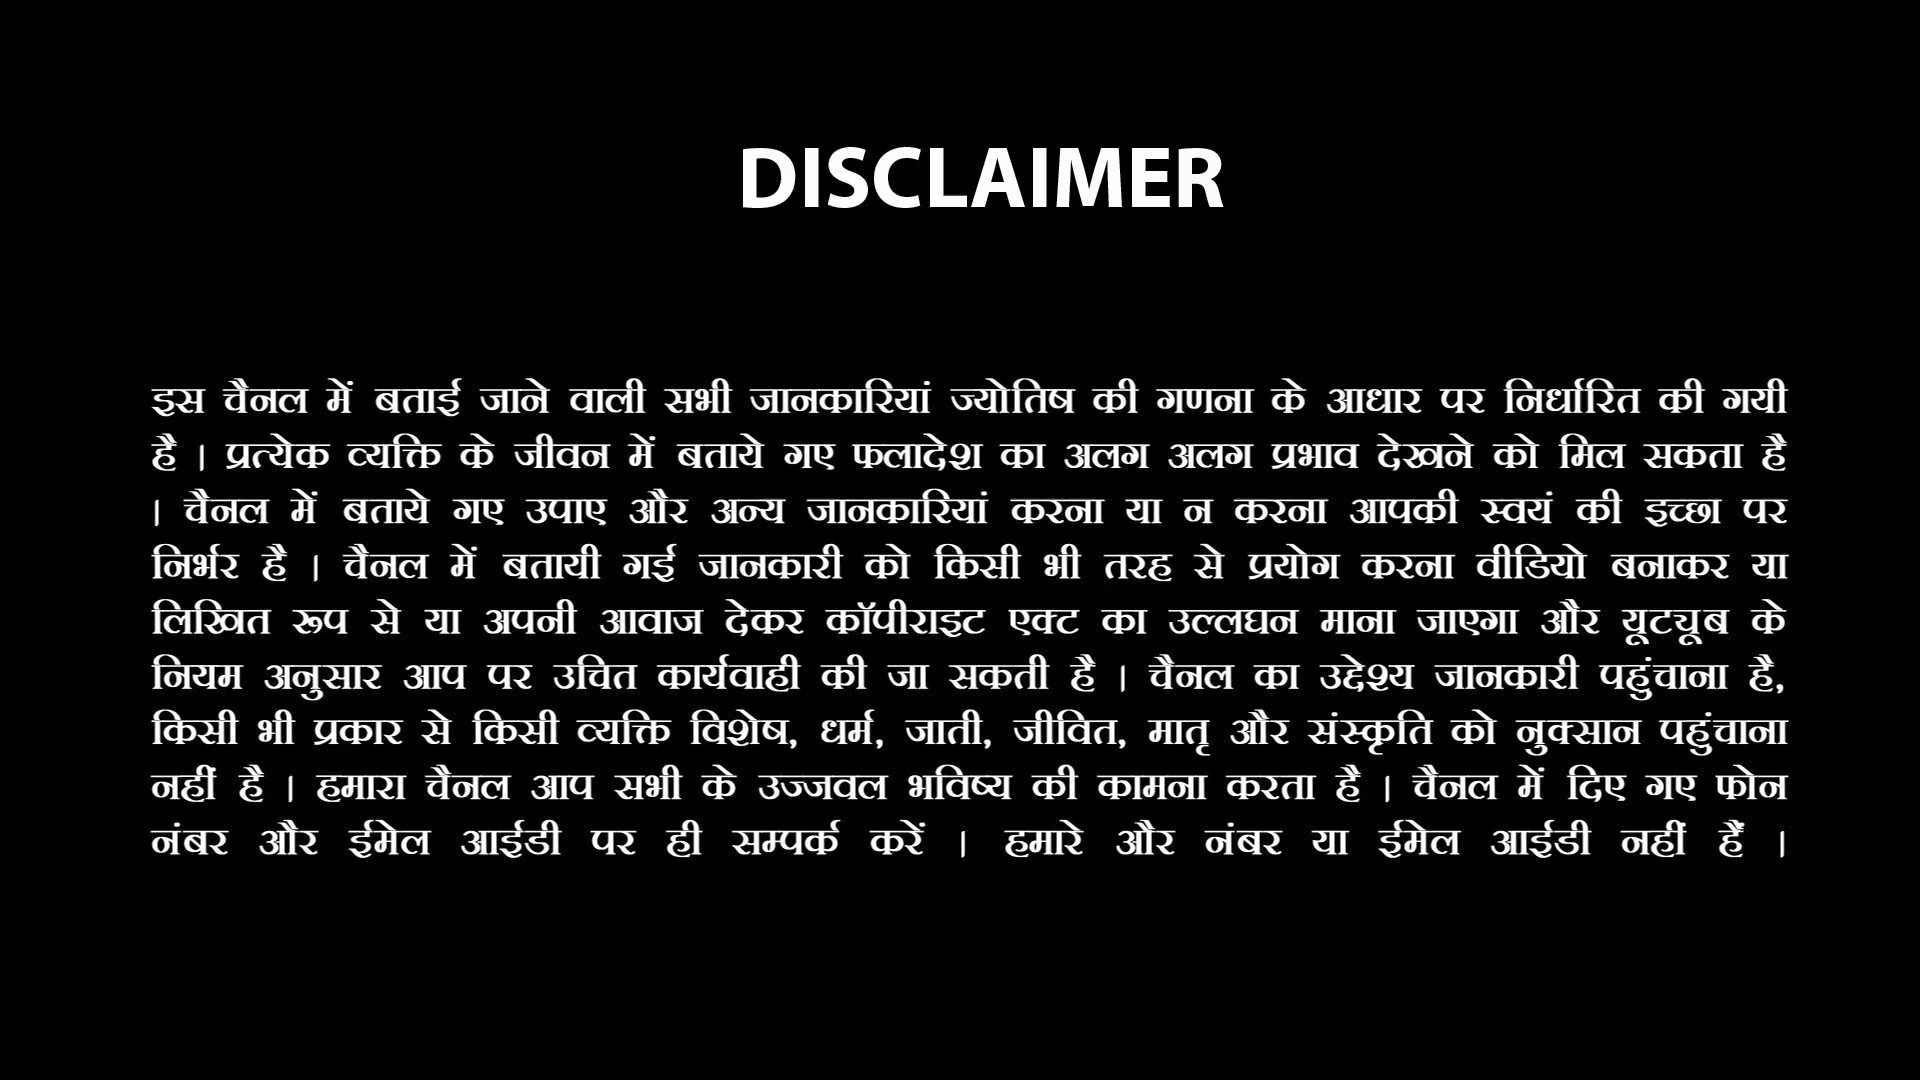 DISCLAIMER
इस चैनल में बताई जाने वाली सभी जानकारियां ज्योतिष की गणना के आधार पर निर्धारित की गयी
है । प्रत्येक व्यक्ति के जीवन में बताये गए फलादेश का अलग अलग प्रभाव देखने को मिल सकता है
। चैनल में बताये गए उपाए और अन्य जानकारियां करना या न करना आपकी स्वयं की इच्छा पर
निर्भर है । चैनल में बतायी गई जानकारी को किसी भी तरह से प्रयोग करना वीडियो बनाकर या
लिखित रूप से या अपनी आवाज देकर कॉपीराइट एक्ट का उल्लघन माना जाएगा और यूटयूब के
नियम अनुसार आप पर उचित कार्यवाही की जा सकती है । चैनल का उद्देश्य जानकारी पहुंचाना है,
किसी भी प्रकार से किसी व्यक्ति विशेष, धर्म, जाती, जीवित, मातृ और संस्कृति को नुक्सान पहुंचाना
नहीं है । हमारा चैनल आप सभी के उज्जवल भविष्य की कामना करता है । चैनल में दिए गए फोन
नंबर और ईमेल आईडी पर ही सम्पर्क करें । हमारे और नंबर या ईमेल आईडी नहीं हैं ।